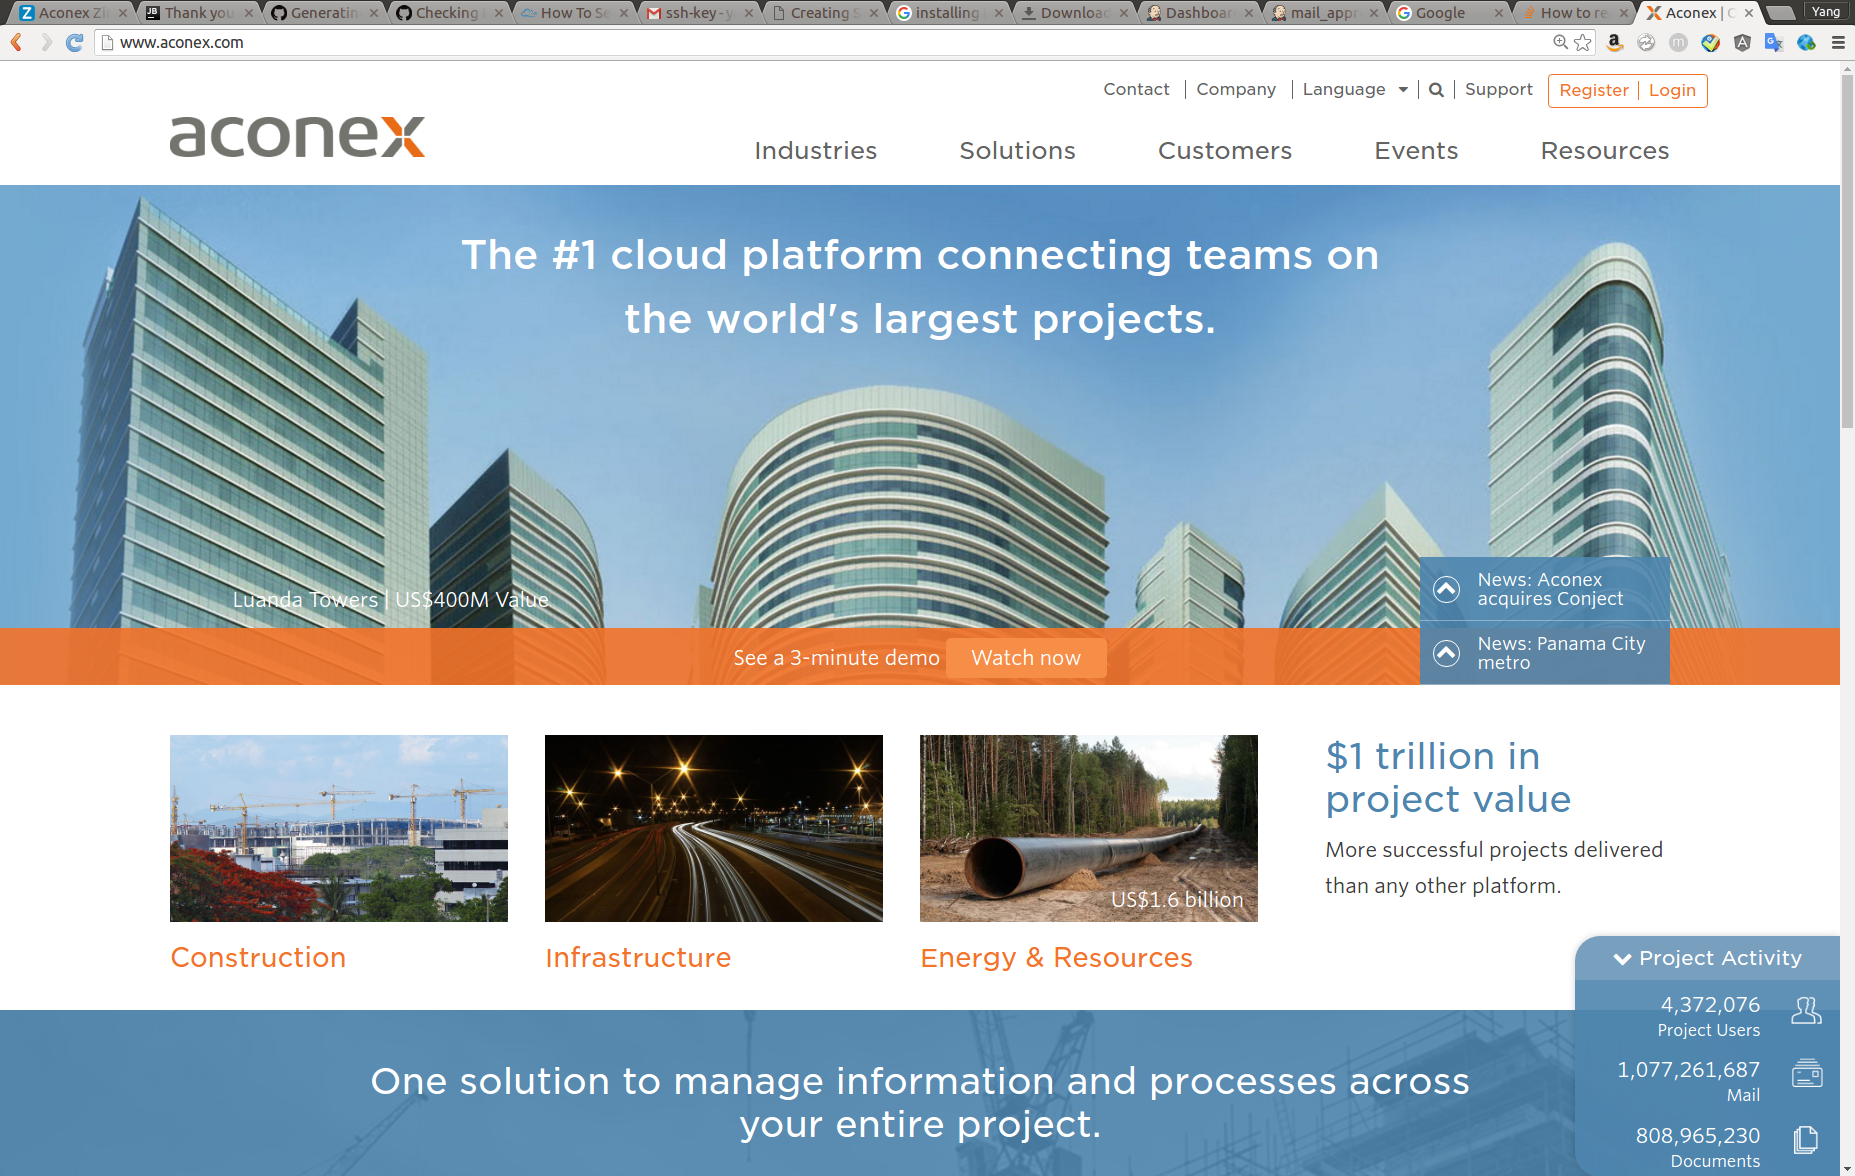 Aconex Zi
Thank you
Generatin
Checking
How To Se
ssh-key - y
Creating S
installing
Downloa
Dashboar
mail_appr
Google
How to re
Aconex | C
Yang
www.aconex.com
Contact | Company | Language | Support Register | Login
aconex
Industries Solutions Customers Events Resources
The #1 cloud platform connecting teams on
the world's largest projects.
Luanda Towers | US$400M Value
News: Aconex
acquires Conject
See a 3-minute demo Watch now
News: Panama City
metro
US$1.6 billion
Construction
Infrastructure
Energy & Resources
$1 trillion in
project value
More successful projects delivered
than any other platform.
Project Activity
4,372,076
Project Users
1,077,261,687
Mail
808,965,230
Documents
One solution to manage information and processes across
your entire project.